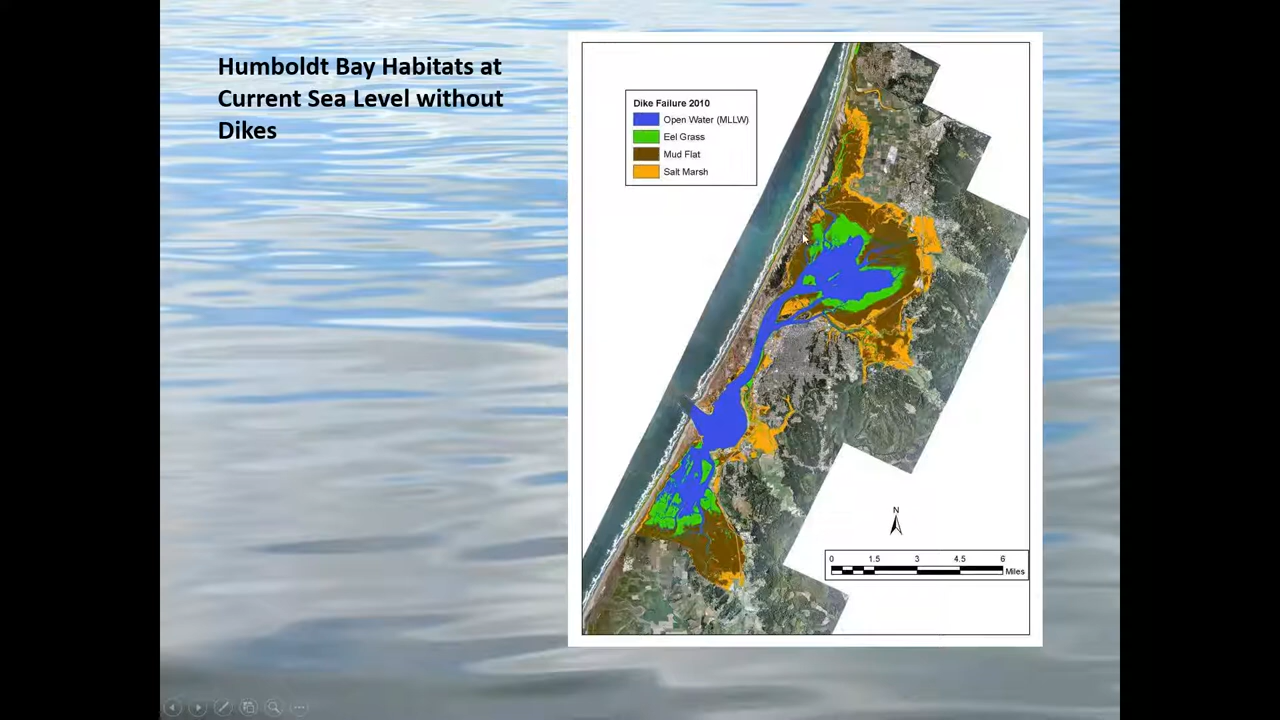 Humboldt Bay Habitats at
Current Sea Level without
Dikes
Dike Failure 2010
Open Water (MLLW)
Eel Grass
Mud Flat
Salt Marsh
N
0 1.5 3 4.5 6
Miles